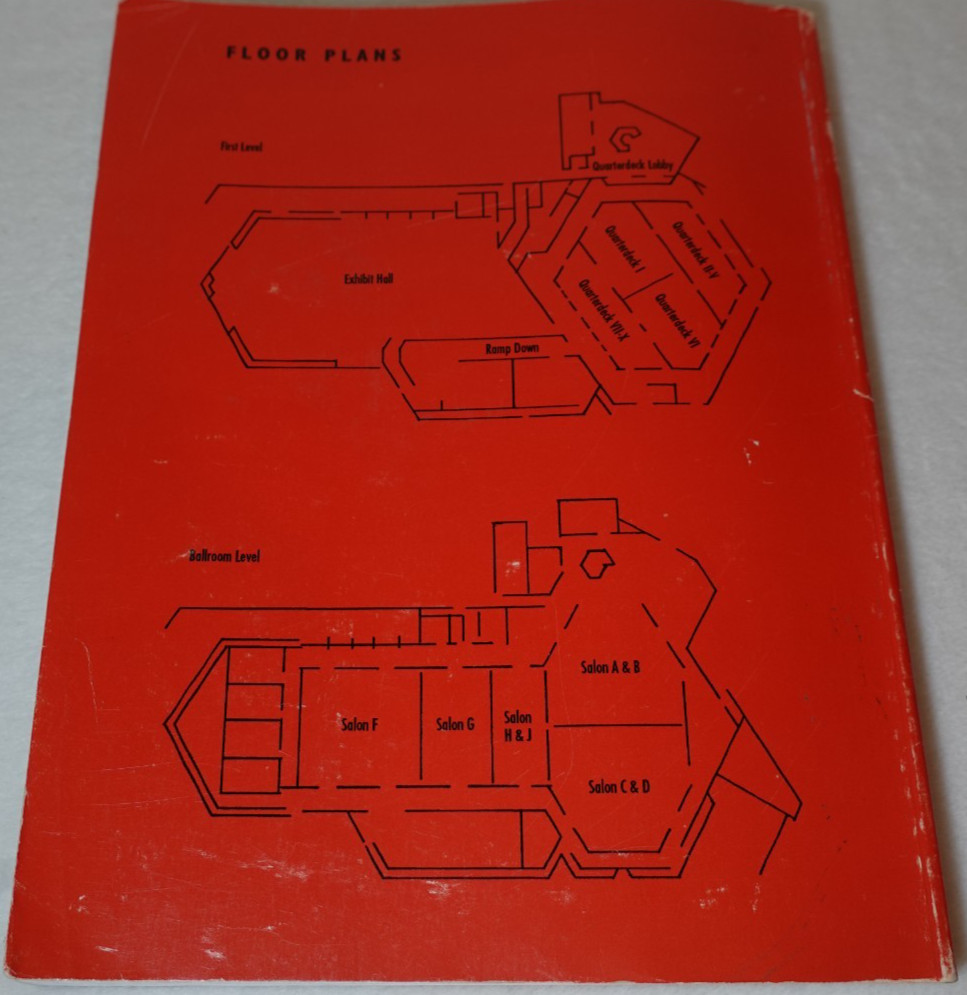 FLOOR PLANS
First Level
Quarterdeck Lobby
Quarterdeck I
Quarterdeck II-V
Exhibit Hall
Quarterdeck VII-X
Quarterdeck VI
Ramp Down
Ballroom Level
Salon A & B
Salon F
Salon G
Salon
H & J
Salon C & D